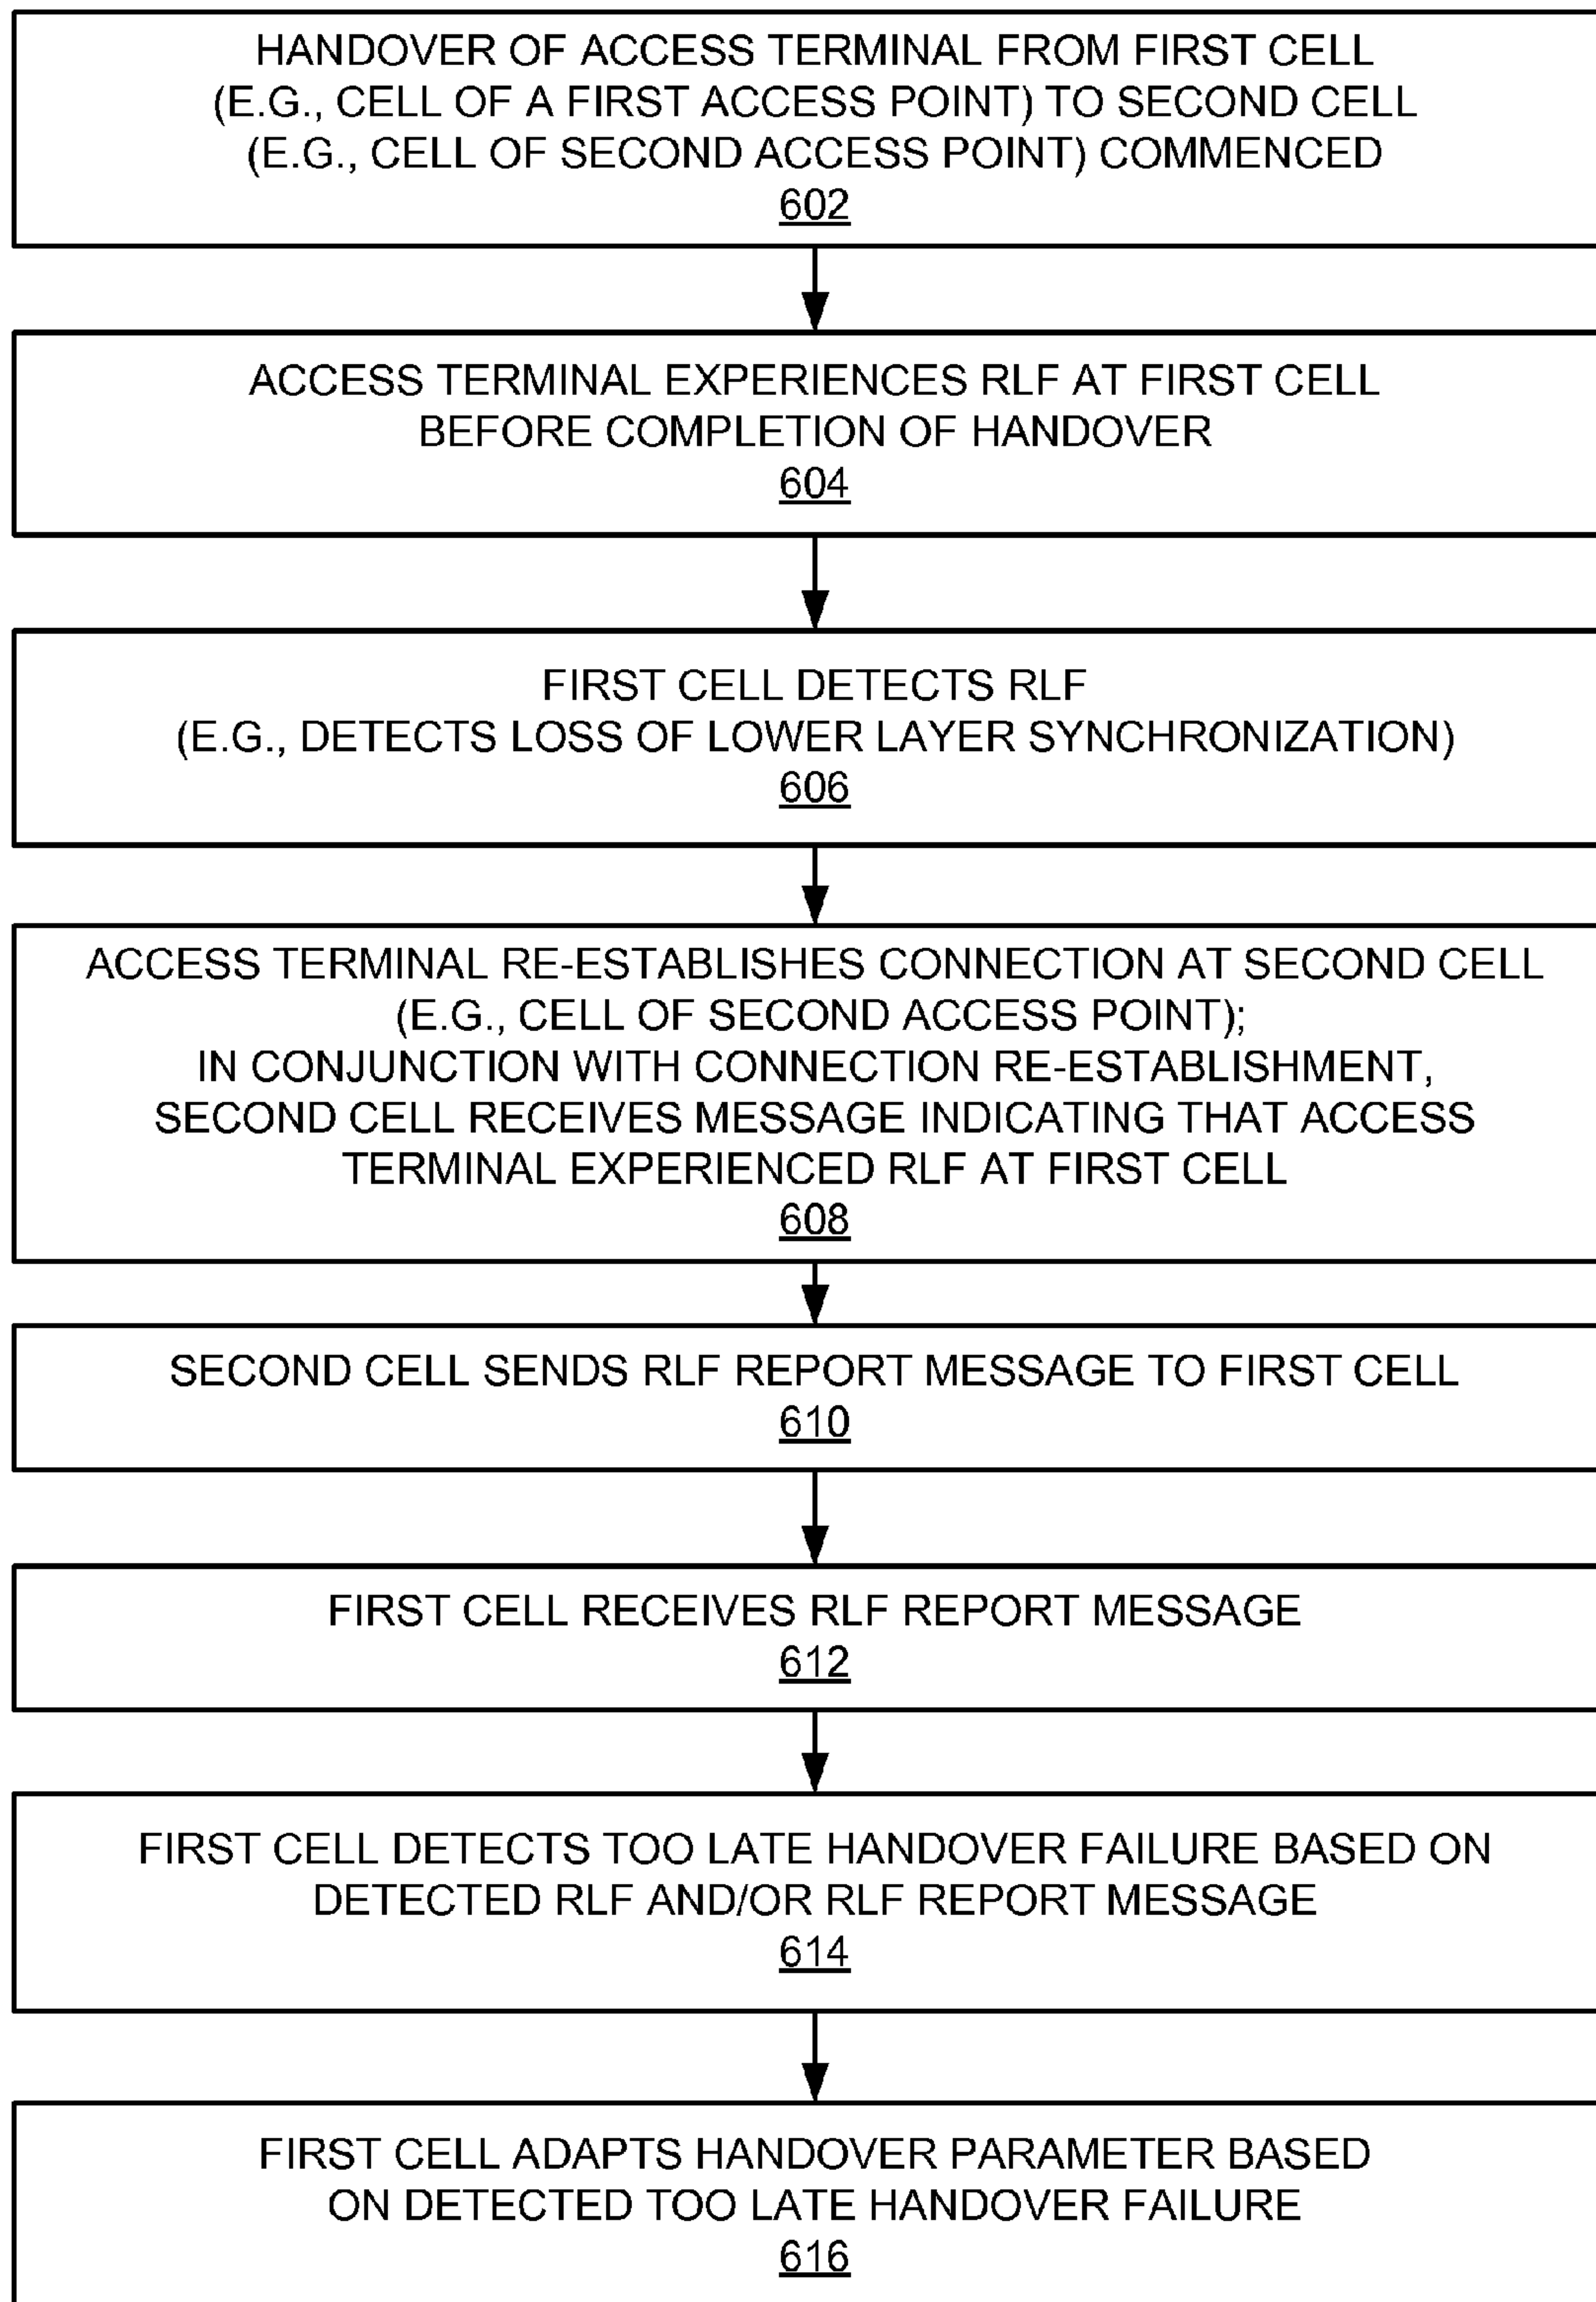 HANDOVER OF ACCESS TERMINAL FROM FIRST CELL
(E.G., CELL OF A FIRST ACCESS POINT) TO SECOND CELL
(E.G., CELL OF SECOND ACCESS POINT) COMMENCED
602
ACCESS TERMINAL EXPERIENCES RLF AT FIRST CELL
BEFORE COMPLETION OF HANDOVER
604
FIRST CELL DETECTS RLF
(E.G., DETECTS LOSS OF LOWER LAYER SYNCHRONIZATION)
606
ACCESS TERMINAL RE-ESTABLISHES CONNECTION AT SECOND CELL
(E.G., CELL OF SECOND ACCESS POINT);
IN CONJUNCTION WITH CONNECTION RE-ESTABLISHMENT,
SECOND CELL RECEIVES MESSAGE INDICATING THAT ACCESS
TERMINAL EXPERIENCED RLF AT FIRST CELL
608
SECOND CELL SENDS RLF REPORT MESSAGE TO FIRST CELL
610
FIRST CELL RECEIVES RLF REPORT MESSAGE
612
FIRST CELL DETECTS TOO LATE HANDOVER FAILURE BASED ON
DETECTED RLF AND/OR RLF REPORT MESSAGE
614
FIRST CELL ADAPTS HANDOVER PARAMETER BASED
ON DETECTED TOO LATE HANDOVER FAILURE
616